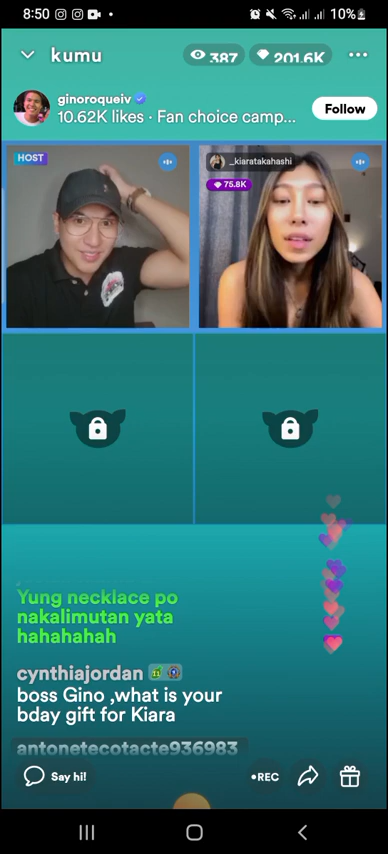 8:50
10%
kumu
387
201.6K
ginoroqueiv
10.62K likes · Fan choice camp...
Follow
HOST
_kiaratakahashi
75.8K
Yung necklace po
nakalimutan yata
hahahahah
cynthiajordan
boss Gino ,what is your
bday gift for Kiara
antonetecotacte936983
Say hi!
•REC